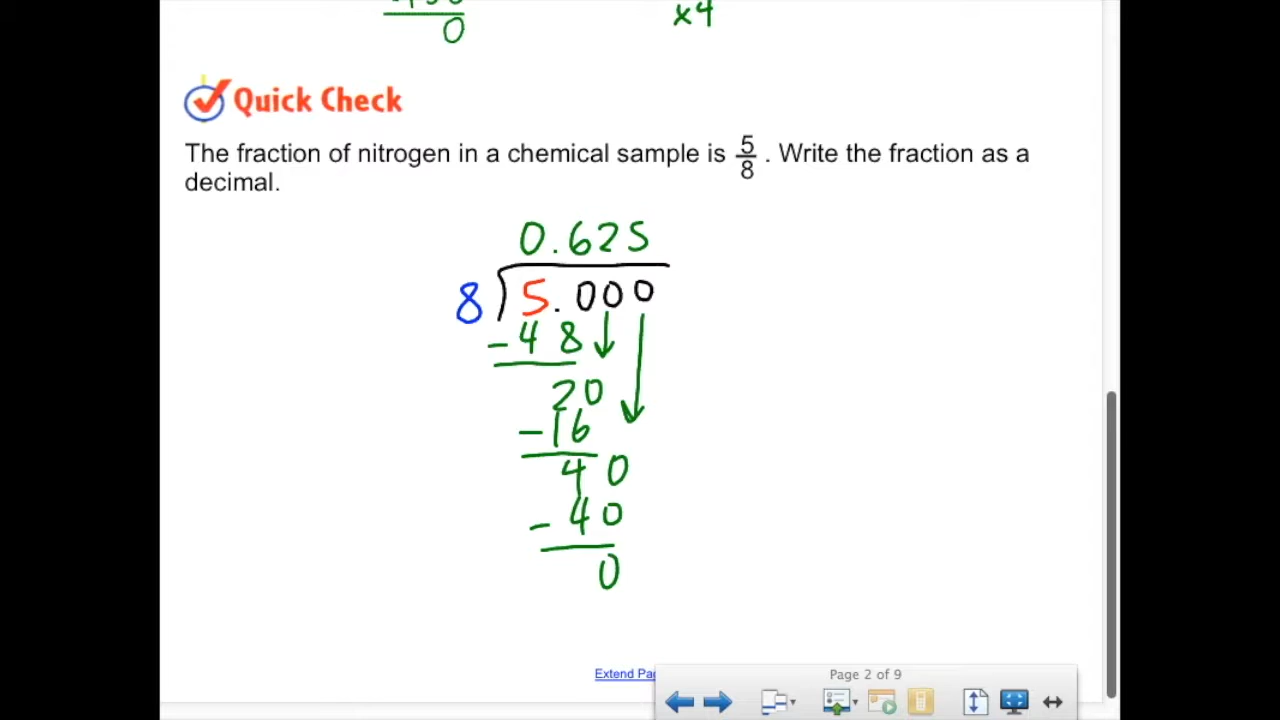 0
x4
Quick Check
The fraction of nitrogen in a chemical sample is 5/8 . Write the fraction as a
decimal.
0.625
8 ) 5.000
-48
20
-16
40
-40
0
Extend
Page 2 of 9